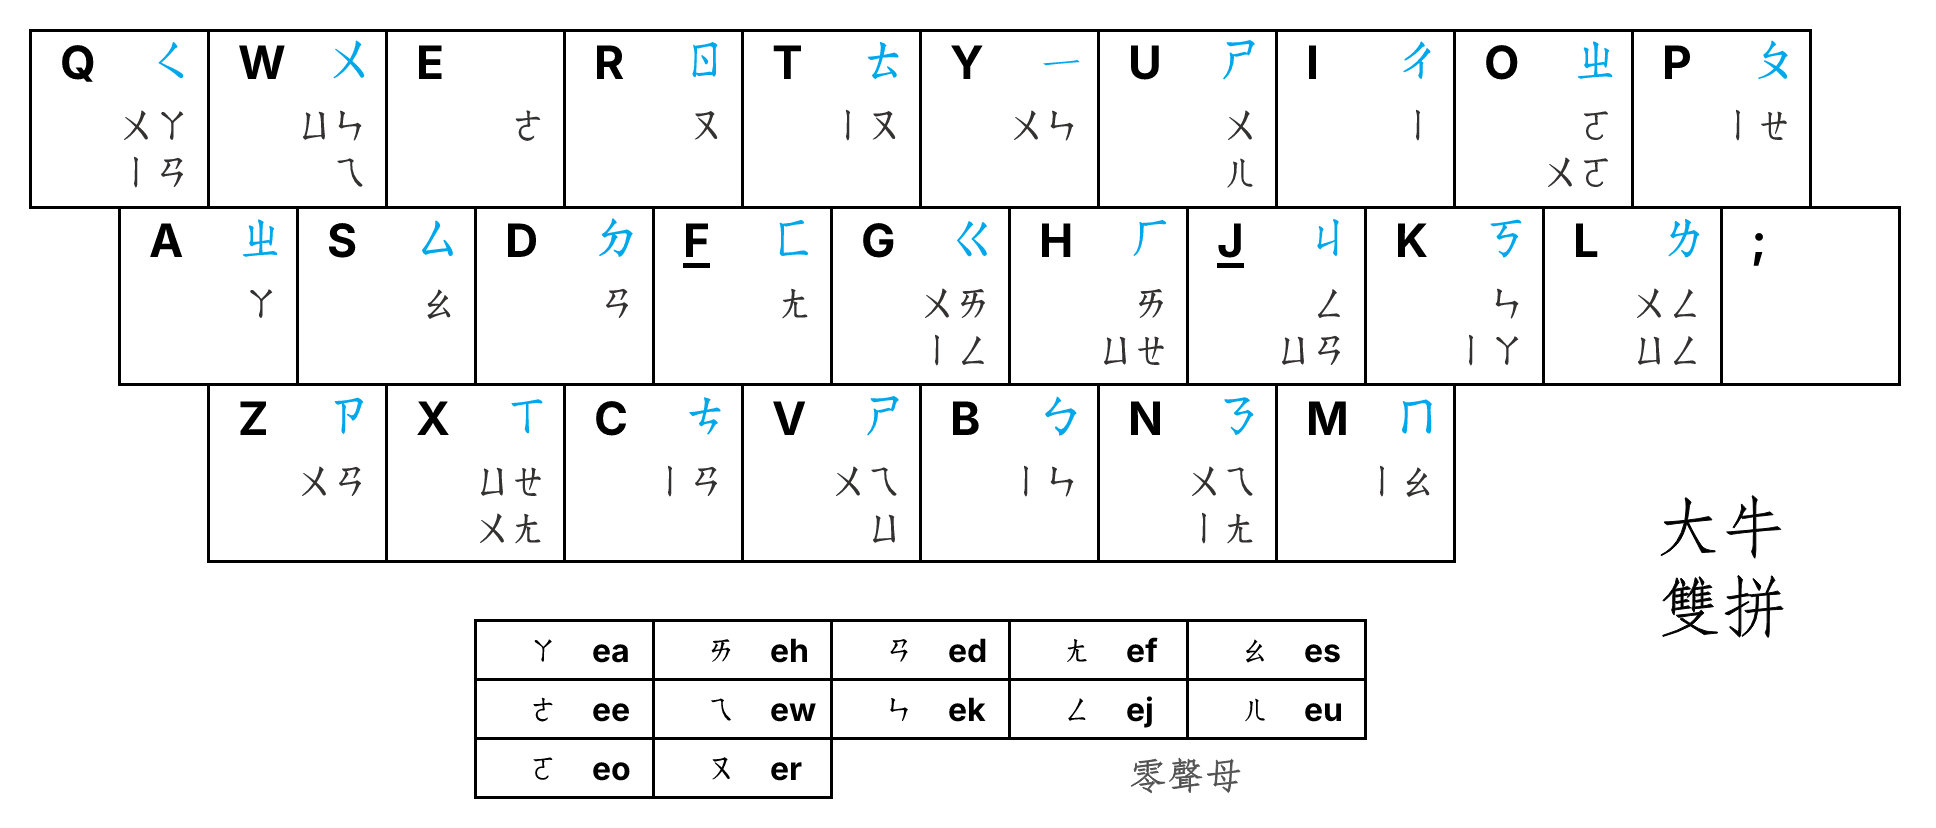 Q ㄑ W ㄨ E R ㄖ T ㄊ Y ㄧ U ㄕ I ㄔ O ㄓ P ㄆ
ㄨㄚ ㄩㄣ ㄜ ㄡ ㄧㄡ ㄨㄣ ㄨ ㄧ ㄛ ㄧㄝ
ㄧㄢ ㄟ ㄦ ㄨㄛ
A ㄓ S ㄙ D ㄉ F ㄈ G ㄍ H ㄏ J ㄐ K ㄎ L ㄌ ;
ㄚ ㄠ ㄢ ㄤ ㄨㄞ ㄞ ㄥ ㄣ ㄨㄥ
ㄧㄥ ㄩㄝ ㄩㄢ ㄧㄚ ㄩㄥ
Z ㄗ X ㄒ C ㄘ V ㄕ B ㄅ N ㄋ M ㄇ
ㄨㄢ ㄩㄝ ㄧㄢ ㄨㄟ ㄧㄣ ㄨㄟ ㄧㄠ
ㄨㄤ ㄩ ㄧㄤ
大牛
雙拼
ㄚ ea ㄞ eh ㄢ ed ㄤ ef ㄠ es
ㄜ ee ㄟ ew ㄣ ek ㄥ ej ㄦ eu
ㄛ eo ㄡ er
零聲母